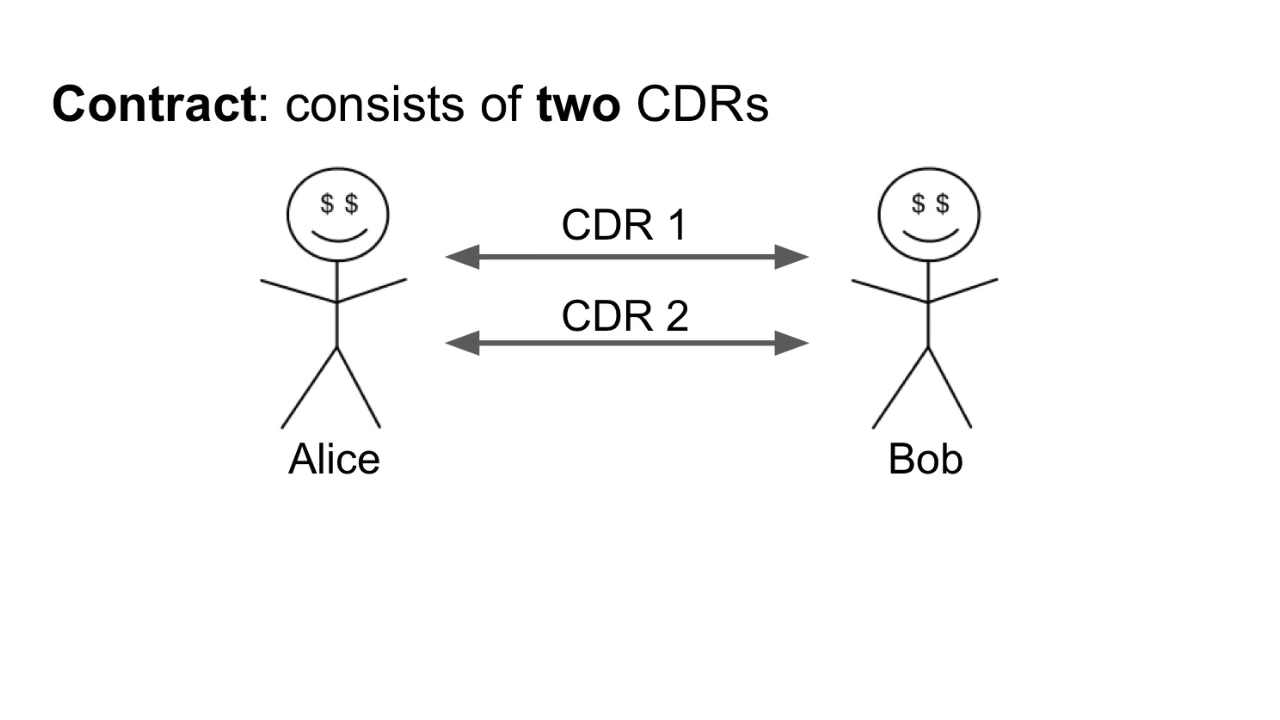 Contract: consists of two CDRs
$ $
$ $
CDR 1
CDR 2
Alice
Bob